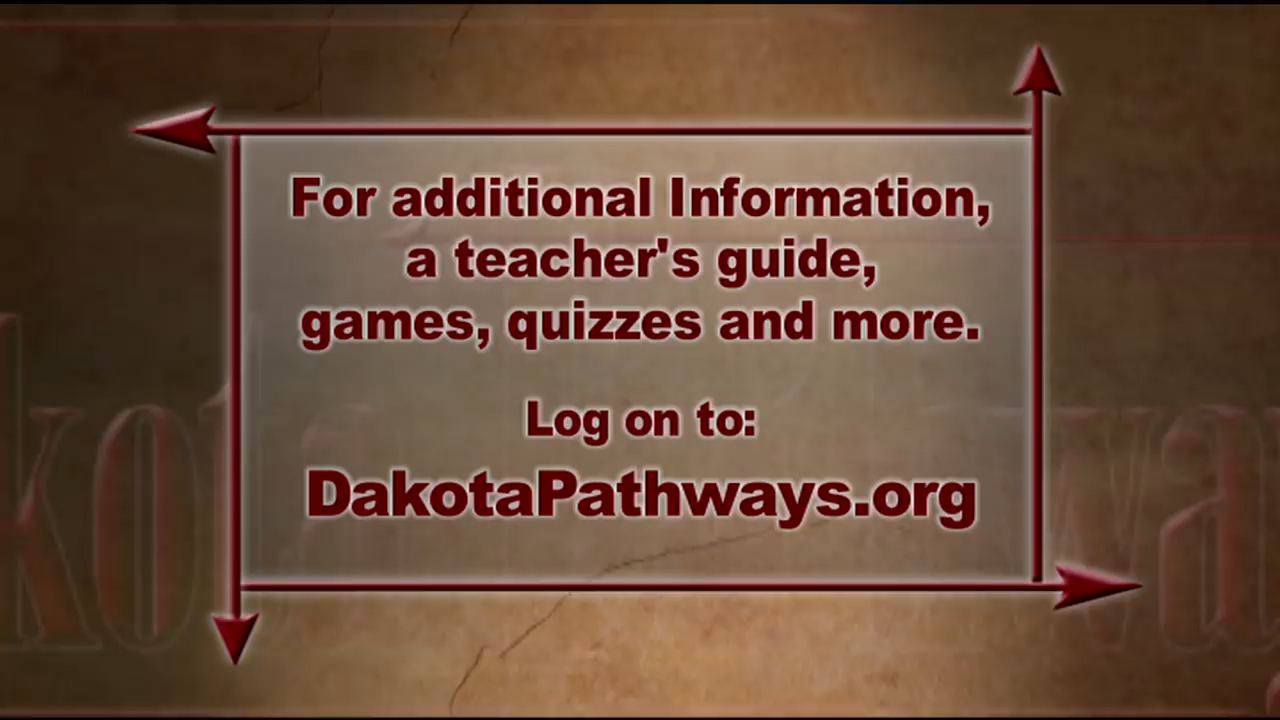 For additional Information,
a teacher's guide,
games, quizzes and more.
Log on to:
DakotaPathways.org